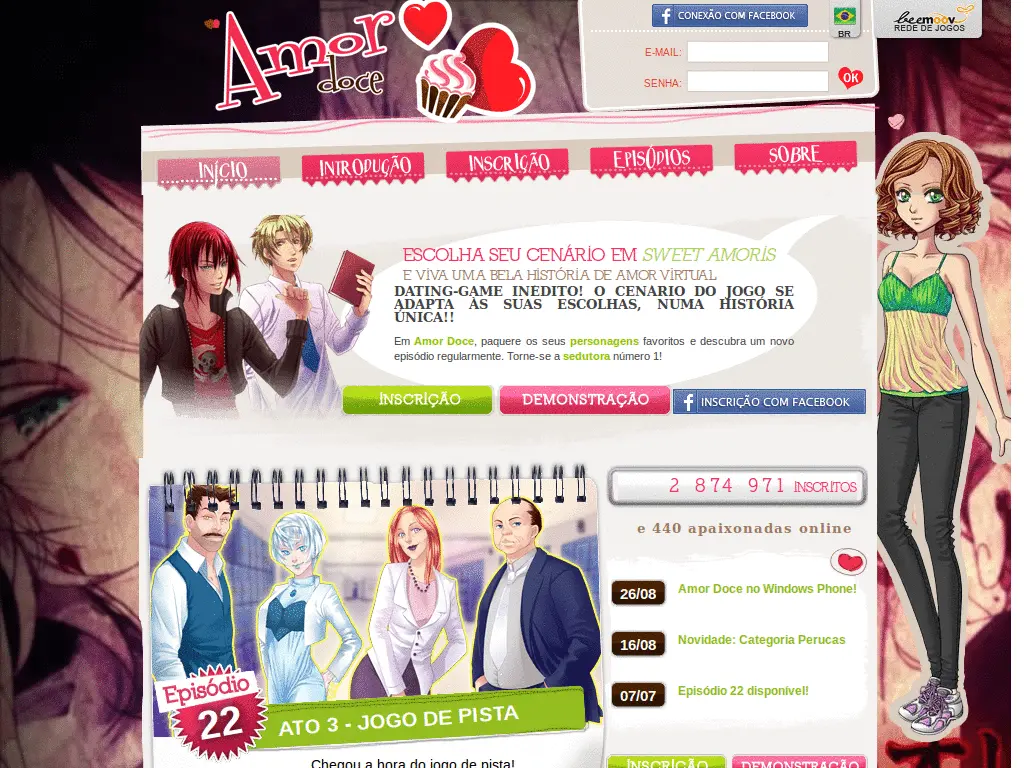 Amor
doce
CONEXÃO COM FACEBOOK
BR
beemoov
REDE DE JOGOS
E-MAIL:
SENHA:
OK
INÍCIO
INTRODUÇÃO
INSCRIÇÃO
EPISÓDIOS
SOBRE
ESCOLHA SEU CENÁRIO EM SWEET AMORIS
E VIVA UMA BELA HISTÓRIA DE AMOR VIRTUAL
DATING-GAME INEDITO! O CENARIO DO JOGO SE
ADAPTA ÀS SUAS ESCOLHAS, NUMA HISTÓRIA
ÚNICA!!
Em Amor Doce, paquere os seus personagens favoritos e descubra um novo
episódio regularmente. Torne-se a sedutora número 1!
INSCRIÇÃO
DEMONSTRAÇÃO
INSCRIÇÃO COM FACEBOOK
2 874 971 INSCRITOS
e 440 apaixonadas online
26/08 Amor Doce no Windows Phone!
16/08 Novidade: Categoria Perucas
07/07 Episódio 22 disponível!
Episódio
22
ATO 3 - JOGO DE PISTA
Chegou a hora do jogo de pista!
INSCRIÇÃO
DEMONSTRAÇÃO